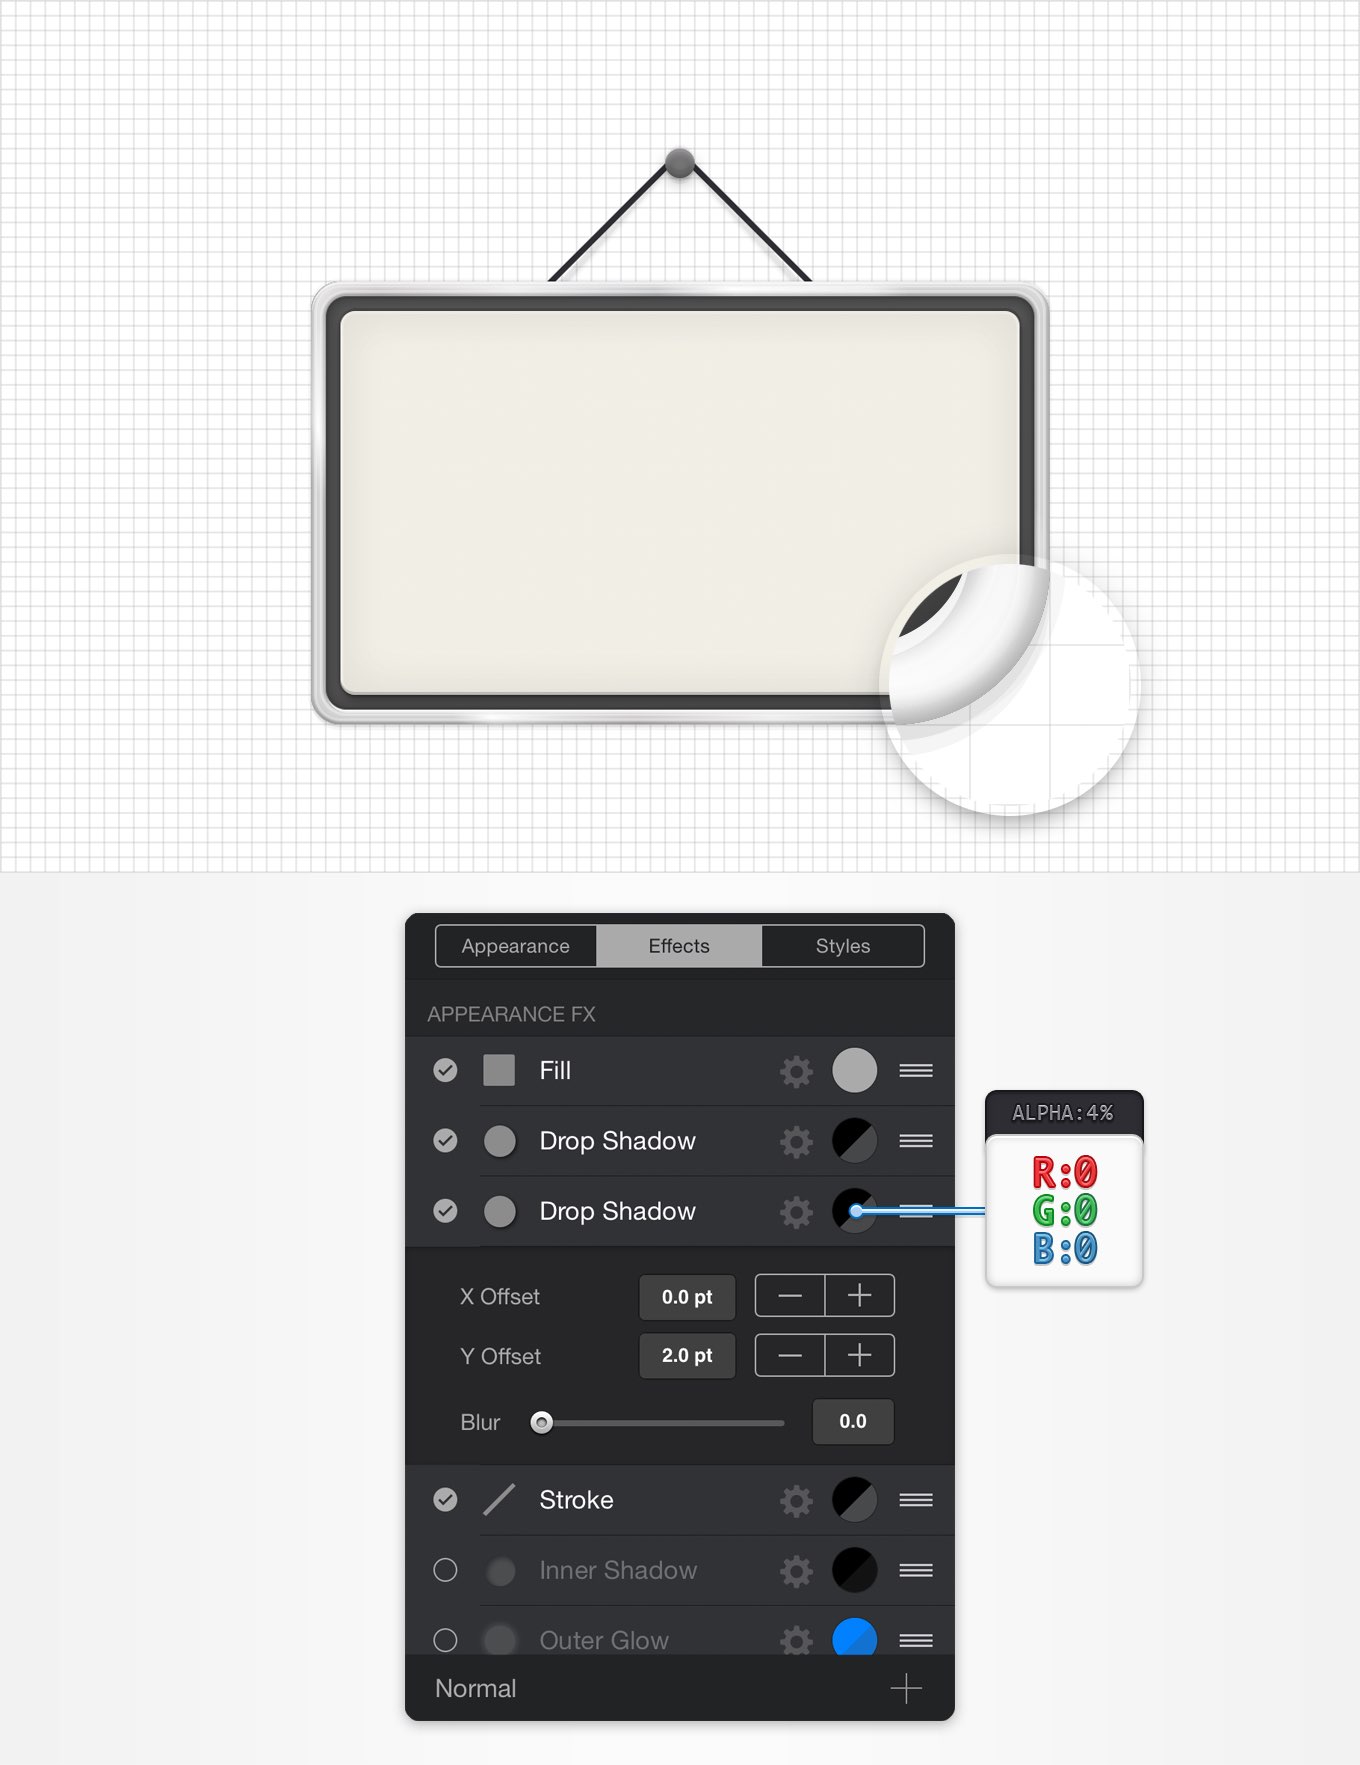 Appearance Effects Styles
APPEARANCE FX
Fill
Drop Shadow
Drop Shadow
ALPHA:4%
R:0
G:0
B:0
X Offset 0.0 pt
Y Offset 2.0 pt
Blur 0.0
Stroke
Inner Shadow
Outer Glow
Normal